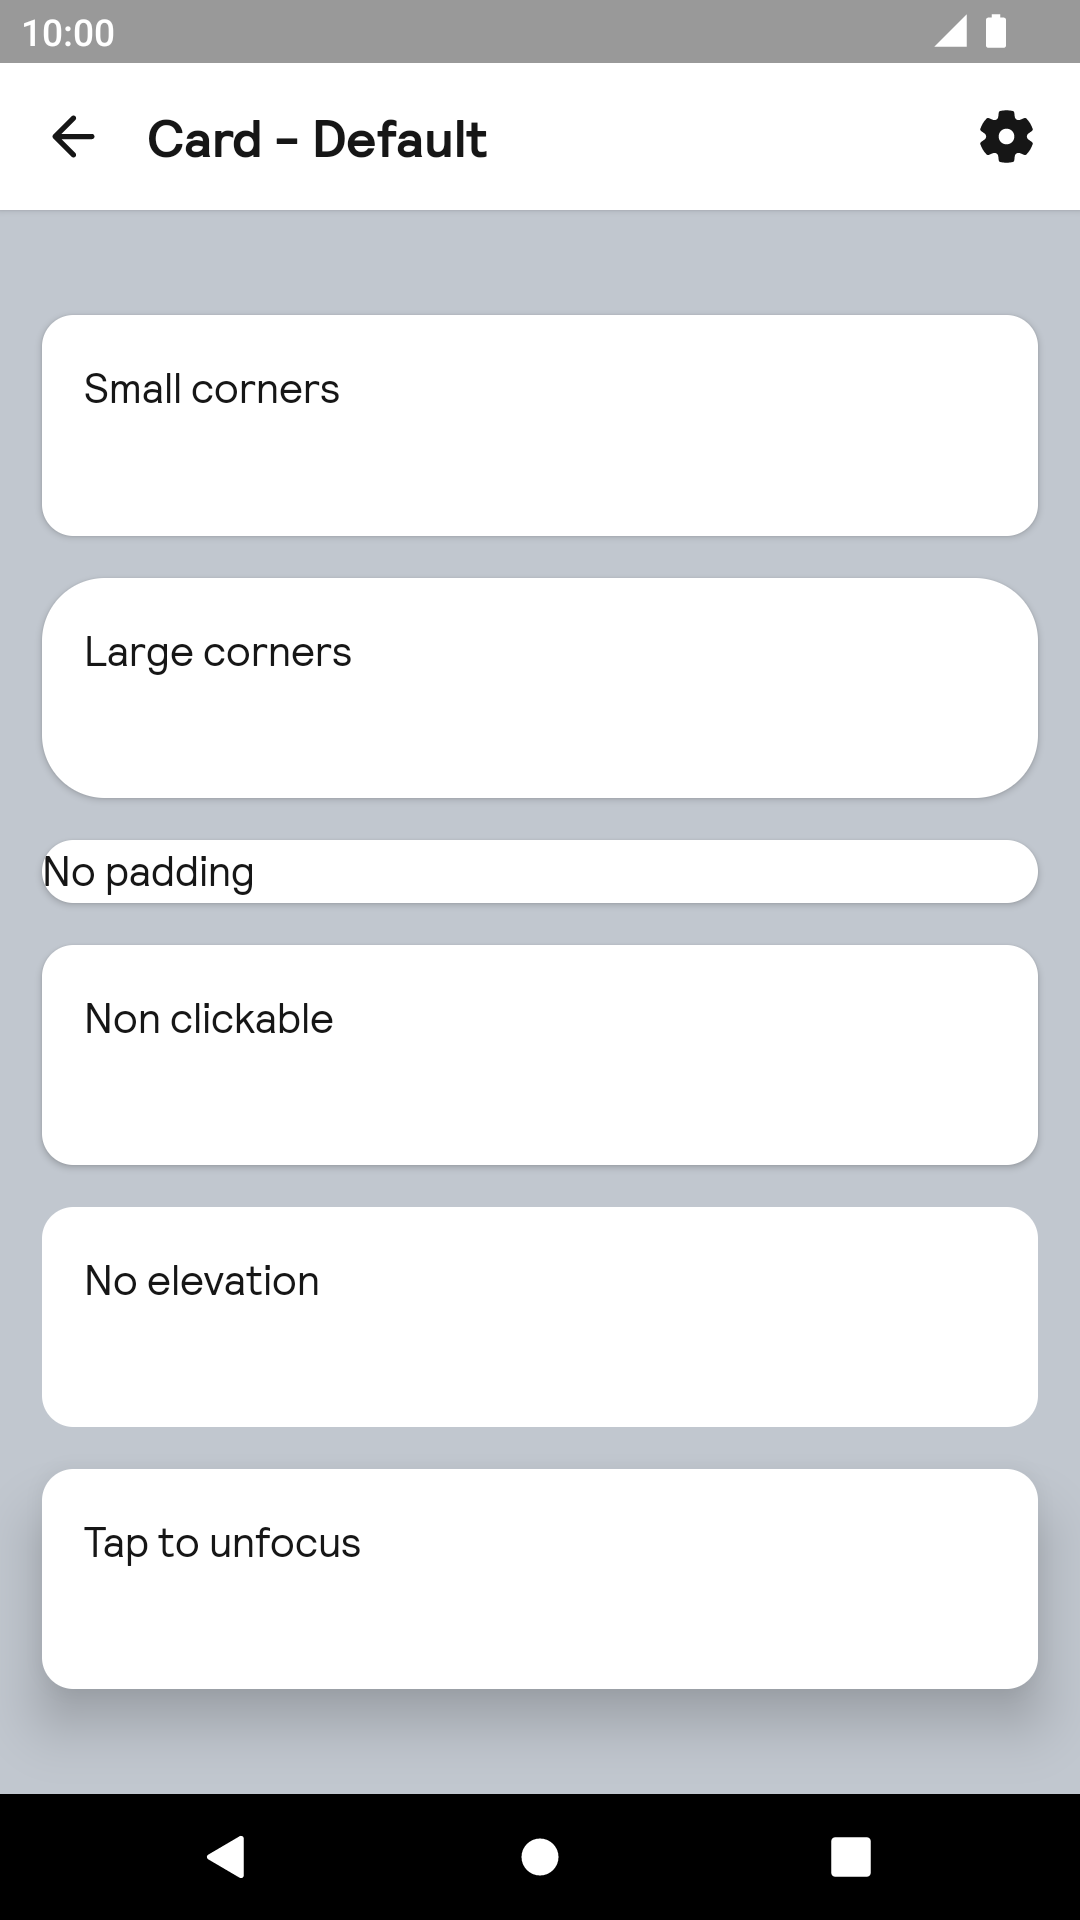 10:00
Card - Default
Small corners
Large corners
No padding
Non clickable
No elevation
Tap to unfocus